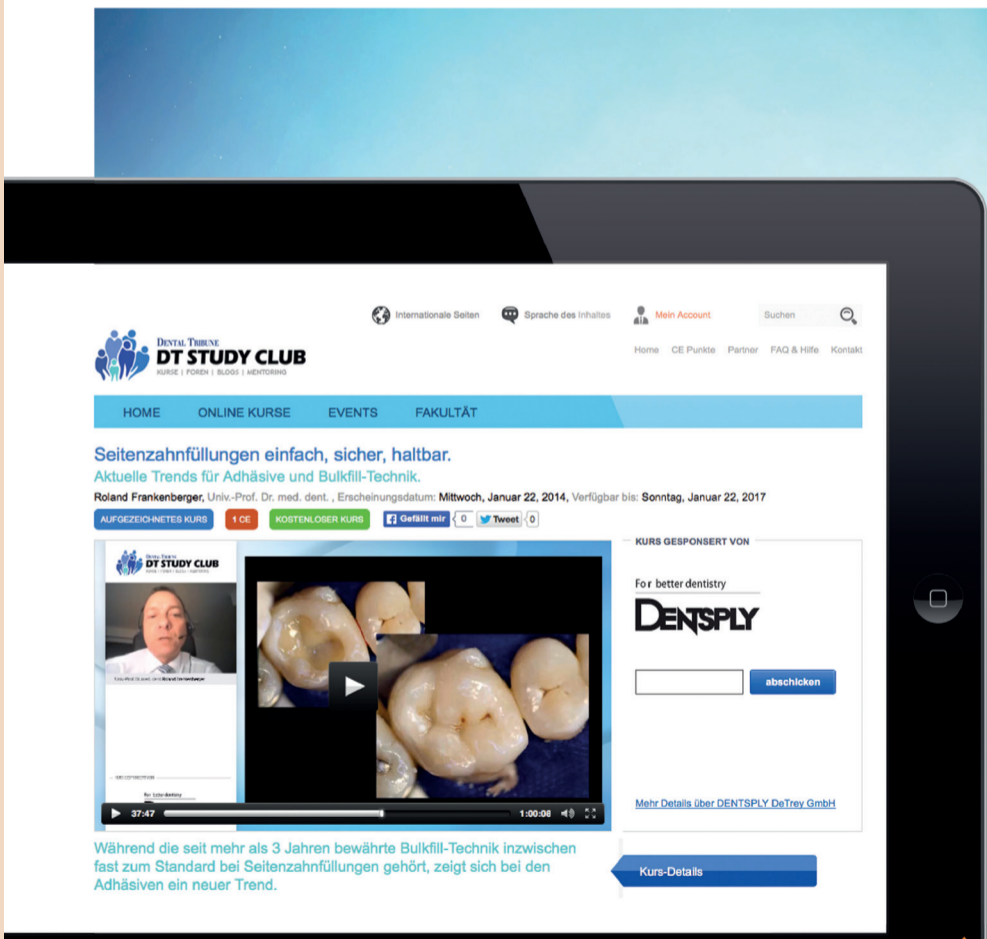 Internationale Seiten
Sprache des Inhaltes
Mein Account
Suchen
DENTAL TRIBUNE
DT STUDY CLUB
KURSE | FOREN | BLOGS | MENTORING
Home CE Punkte Partner FAQ & Hilfe Kontakt
HOME ONLINE KURSE EVENTS FAKULTÄT
Seitenzahnfüllungen einfach, sicher, haltbar.
Aktuelle Trends für Adhäsive und Bulkfill-Technik.
Roland Frankenberger, Univ.-Prof. Dr. med. dent. , Erscheinungsdatum: Mittwoch, Januar 22, 2014, Verfügbar bis: Sonntag, Januar 22, 2017
AUFGEZEICHNETES KURS 1 CE KOSTENLOSER KURS Gefällt mir 0 Tweet 0
DENTAL TRIBUNE
DT STUDY CLUB
KURS GESPONSERT VON
For better dentistry
DENTSPLY
abschicken
For better dentistry
37:47 1:00:06
Mehr Details über DENTSPLY DeTrey GmbH
Während die seit mehr als 3 Jahren bewährte Bulkfill-Technik inzwischen
fast zum Standard bei Seitenzahnfüllungen gehört, zeigt sich bei den
Adhäsiven ein neuer Trend.
Kurs-Details